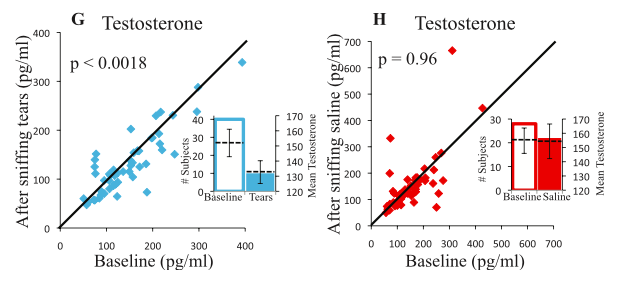 G Testosterone
p < 0.0018
After sniffing tears (pg/ml)
400
300
200
100
0
0 100 200 300 400
Baseline (pg/ml)
# Subjects
40
30
20
10
0
170
160
150
140
130
120
Mean Testosterone
Baseline Tears
H Testosterone
p = 0.96
After sniffing saline (pg/ml)
700
600
500
400
300
200
100
0
0 100 200 300 400 500 600 700
Baseline (pg/ml)
# Subjects
30
20
10
0
170
160
150
140
130
120
Mean Testosterone
Baseline Saline